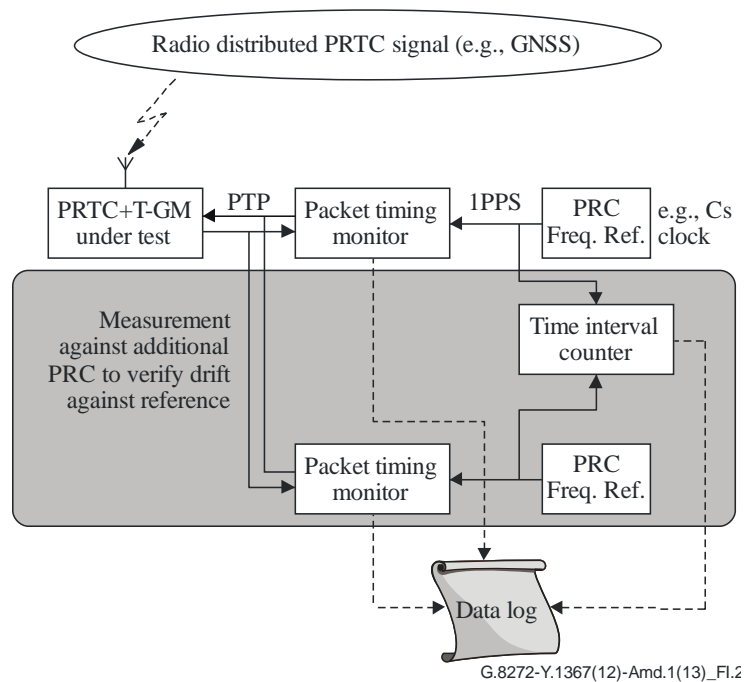 Radio distributed PRTC signal (e.g., GNSS)
PRTC+T-GM
under test
PTP
Packet timing
monitor
1PPS
PRC
Freq. Ref.
e.g., Cs
clock
Measurement
against additional
PRC to verify drift
against reference
Time interval
counter
Packet timing
monitor
PRC
Freq. Ref.
Data log
G.8272-Y.1367(12)-Amd.1(13)_FI.2